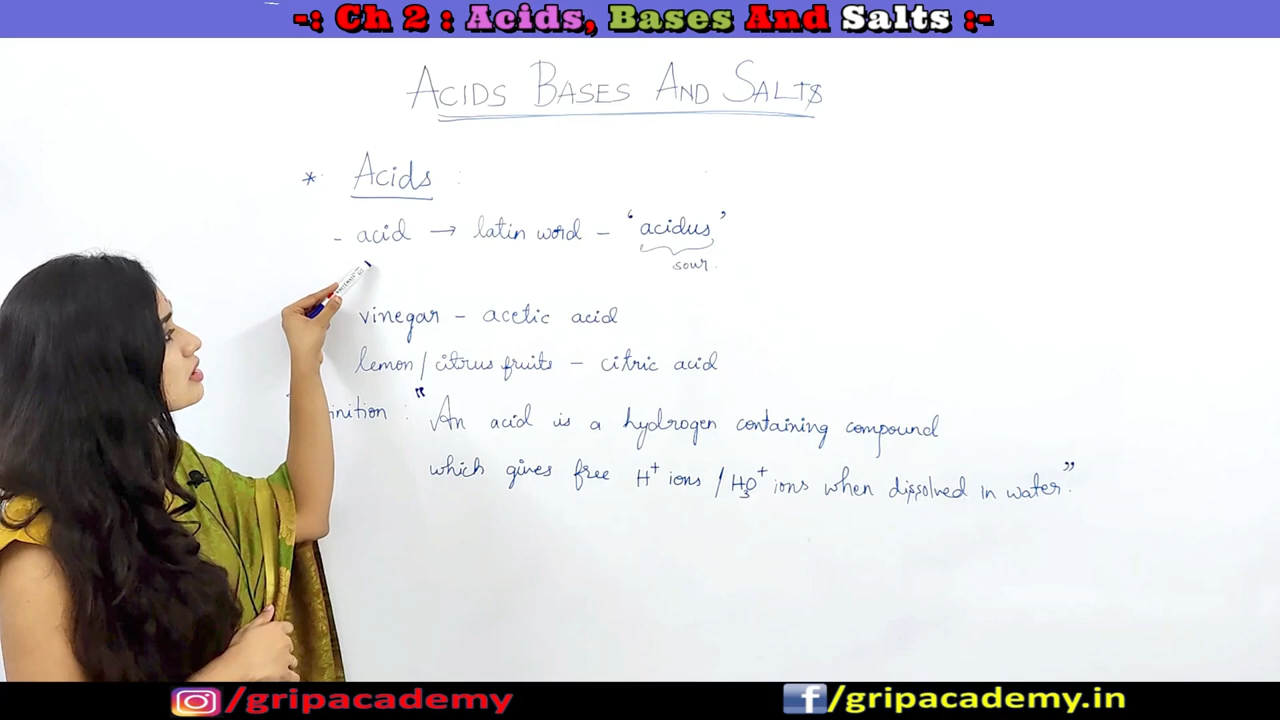 -: Ch 2 : Acids, Bases And Salts :-
ACIDS BASES AND SALTS
* Acids :
- acid → latin word - 'acidus'
sour.
vinegar - acetic acid
lemon / citrus fruits - citric acid
inition : "An acid is a hydrogen containing compound
which gives free H⁺ ions / H₃O⁺ ions when dissolved in water."
/gripacademy
/gripacademy.in